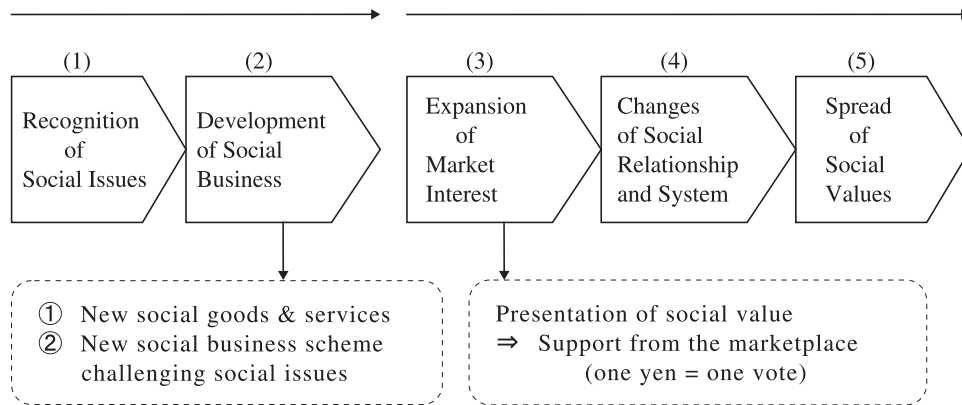 (1)
Recognition
of
Social Issues
(2)
Development
of Social
Business
(3)
Expansion
of
Market
Interest
(4)
Changes
of Social
Relationship
and System
(5)
Spread
of
Social
Values
① New social goods & services
② New social business scheme
challenging social issues
Presentation of social value
⇒ Support from the marketplace
(one yen = one vote)